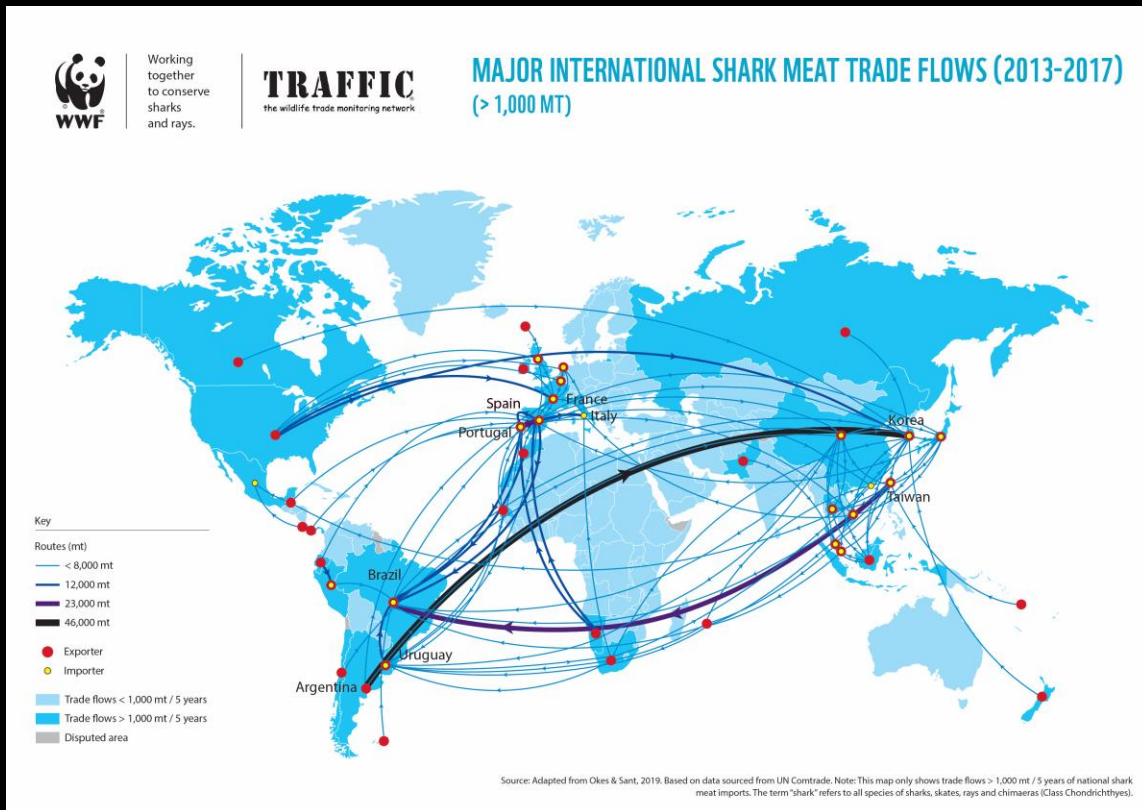 WWF
Working
together
to conserve
sharks
and rays.
TRAFFIC
the wildlife trade monitoring network
MAJOR INTERNATIONAL SHARK MEAT TRADE FLOWS (2013-2017)
(> 1,000 MT)
Spain
France
Italy
Portugal
Korea
Taiwan
Brazil
Uruguay
Argentina
Key
Routes (mt)
< 8,000 mt
12,000 mt
23,000 mt
46,000 mt
Exporter
Importer
Trade flows < 1,000 mt / 5 years
Trade flows > 1,000 mt / 5 years
Disputed area
Source: Adapted from Okes & Sant, 2019. Based on data sourced from UN Comtrade. Note: This map only shows trade flows > 1,000 mt / 5 years of national shark
meat imports. The term "shark" refers to all species of sharks, skates, rays and chimaeras (Class Chondrichthyes).